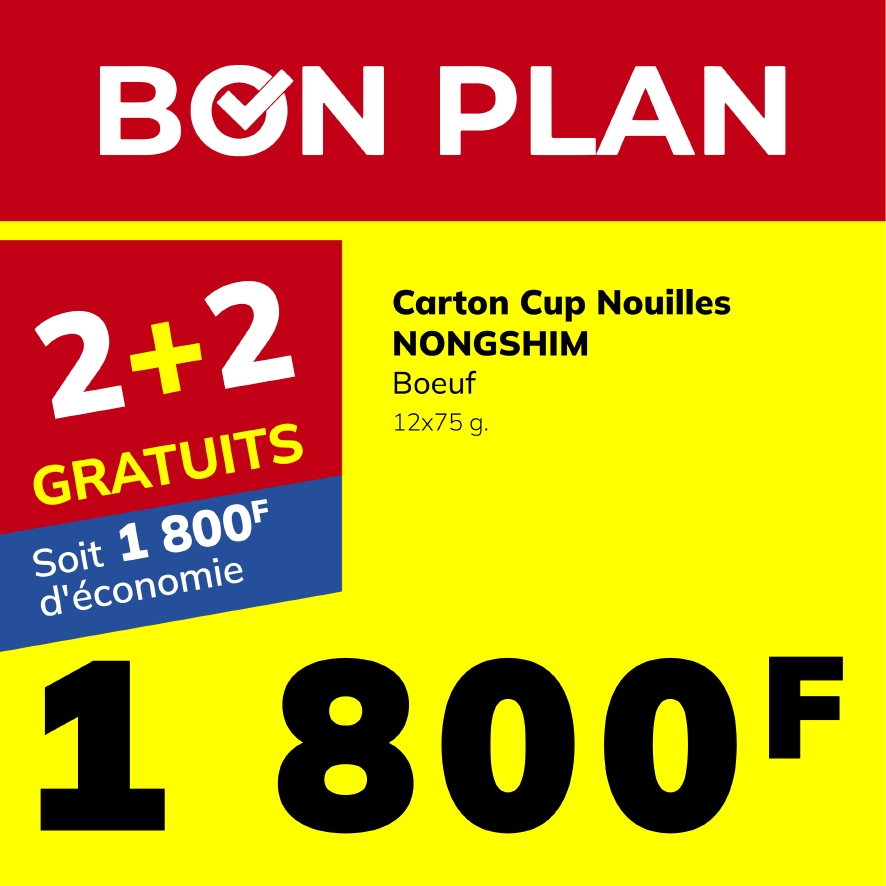 BON PLAN
2+2
GRATUITS
Soit 1 800F
d'économie
Carton Cup Nouilles
NONGSHIM
Boeuf
12x75 g.
1 800F